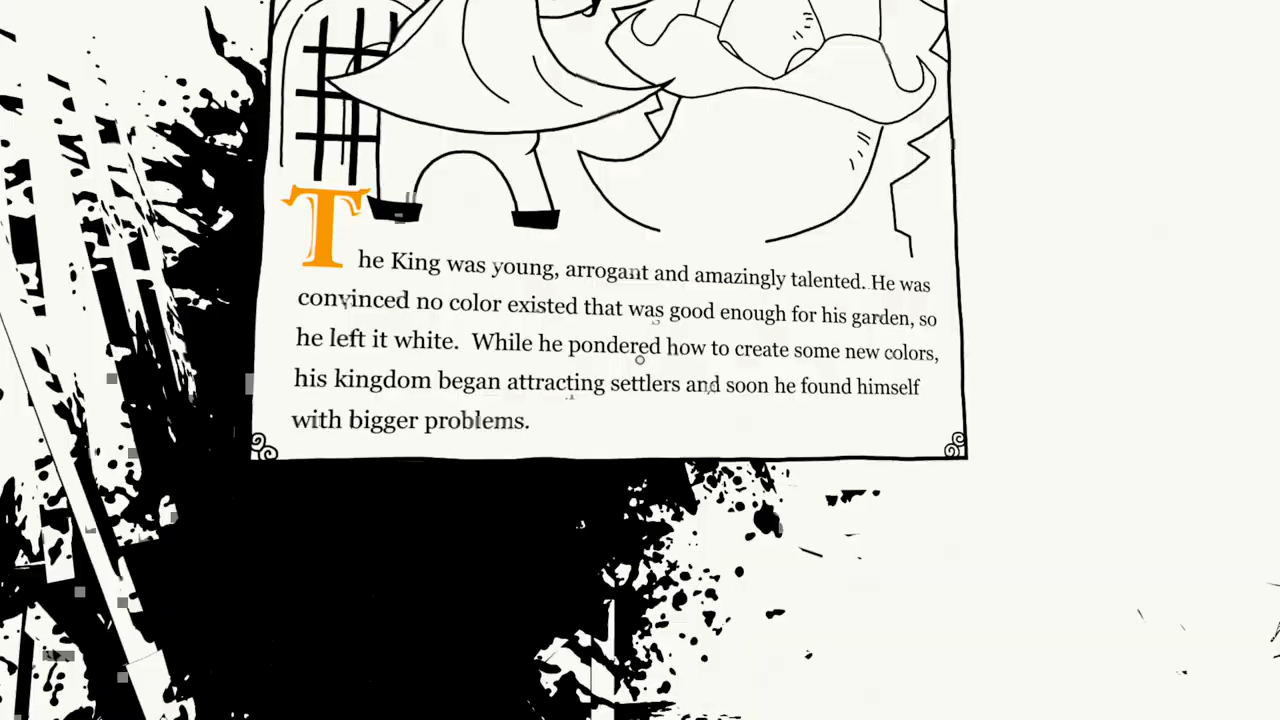 The King was young, arrogant and amazingly talented. He was
convinced no color existed that was good enough for his garden, so
he left it white.  While he pondered how to create some new colors,
his kingdom began attracting settlers and soon he found himself
with bigger problems.